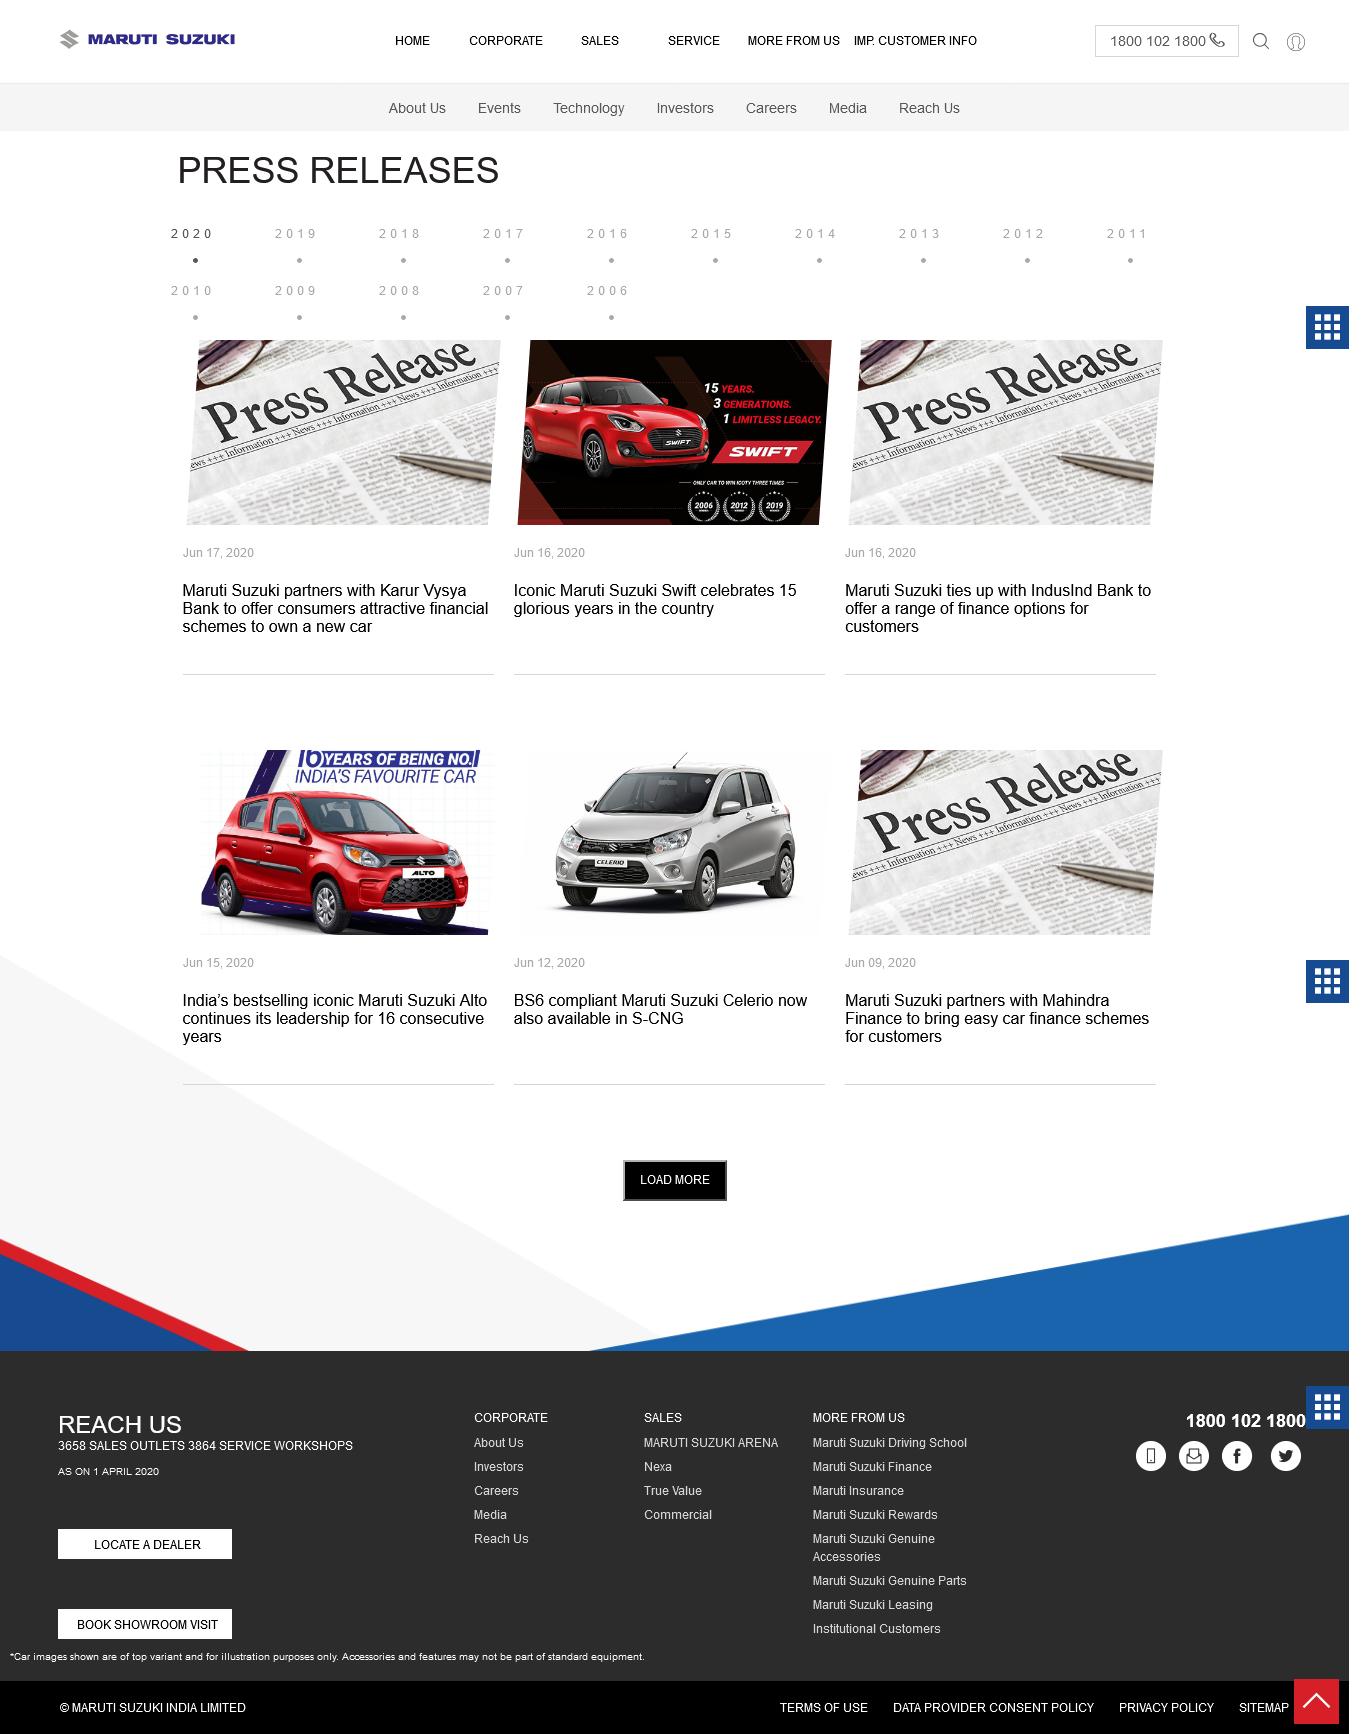 MARUTI SUZUKI
HOME CORPORATE SALES SERVICE MORE FROM US IMP. CUSTOMER INFO
1800 102 1800
About Us Events Technology Investors Careers Media Reach Us
PRESS RELEASES
2020 2019 2018 2017 2016 2015 2014 2013 2012 2011
2010 2009 2008 2007 2006
Press Release
News +++ Information +++ News +++ Information +++
15 YEARS.
3 GENERATIONS.
1 LIMITLESS LEGACY.
SWIFT
SWIFT
ONLY CAR TO WIN ICOTY THREE TIMES
2006 2012 2019
Press Release
News +++ Information +++ News +++ Information +++
Jun 17, 2020
Maruti Suzuki partners with Karur Vysya
Bank to offer consumers attractive financial
schemes to own a new car
Jun 16, 2020
Iconic Maruti Suzuki Swift celebrates 15
glorious years in the country
Jun 16, 2020
Maruti Suzuki ties up with IndusInd Bank to
offer a range of finance options for
customers
16 YEARS OF BEING NO.1
INDIA'S FAVOURITE CAR
ALTO
CELERIO
Press Release
News +++ Information +++ News +++ Information +++
Jun 15, 2020
India’s bestselling iconic Maruti Suzuki Alto
continues its leadership for 16 consecutive
years
Jun 12, 2020
BS6 compliant Maruti Suzuki Celerio now
also available in S-CNG
Jun 09, 2020
Maruti Suzuki partners with Mahindra
Finance to bring easy car finance schemes
for customers
LOAD MORE
REACH US
3658 SALES OUTLETS 3864 SERVICE WORKSHOPS
AS ON 1 APRIL 2020
LOCATE A DEALER
BOOK SHOWROOM VISIT
CORPORATE
About Us
Investors
Careers
Media
Reach Us
SALES
MARUTI SUZUKI ARENA
Nexa
True Value
Commercial
MORE FROM US
Maruti Suzuki Driving School
Maruti Suzuki Finance
Maruti Insurance
Maruti Suzuki Rewards
Maruti Suzuki Genuine
Accessories
Maruti Suzuki Genuine Parts
Maruti Suzuki Leasing
Institutional Customers
1800 102 1800
*Car images shown are of top variant and for illustration purposes only. Accessories and features may not be part of standard equipment.
© MARUTI SUZUKI INDIA LIMITED
TERMS OF USE DATA PROVIDER CONSENT POLICY PRIVACY POLICY SITEMAP